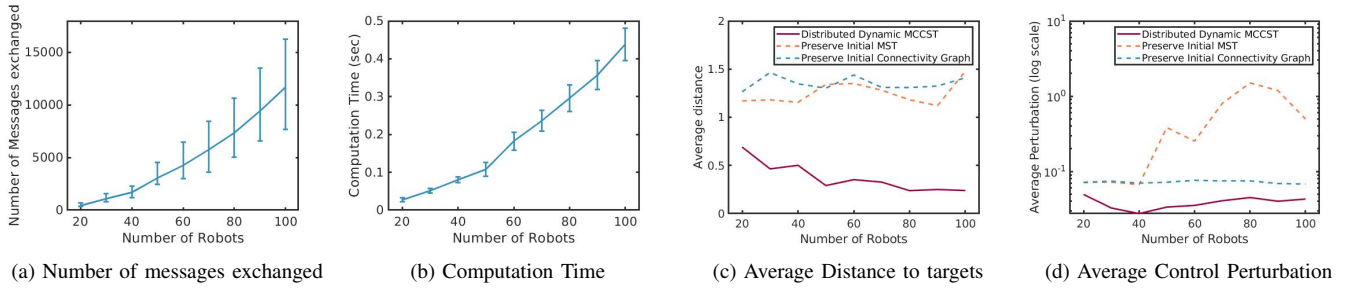 Number of Messages exchanged
15000
10000
5000
0
20
40
60
80
100
Number of Robots
(a) Number of messages exchanged
Computation Time (sec)
0.5
0.4
0.3
0.2
0.1
0
20
40
60
80
100
Number of Robots
(b) Computation Time
Average distance
2
1.5
1
0.5
0
Distributed Dynamic MCCST
Preserve Initial MST
Preserve Initial Connectivity Graph
20
40
60
80
100
Number of Robots
(c) Average Distance to targets
Average Perturbation (log scale)
10¹
10⁰
10⁻¹
Distributed Dynamic MCCST
Preserve Initial MST
Preserve Initial Connectivity Graph
20
40
60
80
100
Number of Robots
(d) Average Control Perturbation